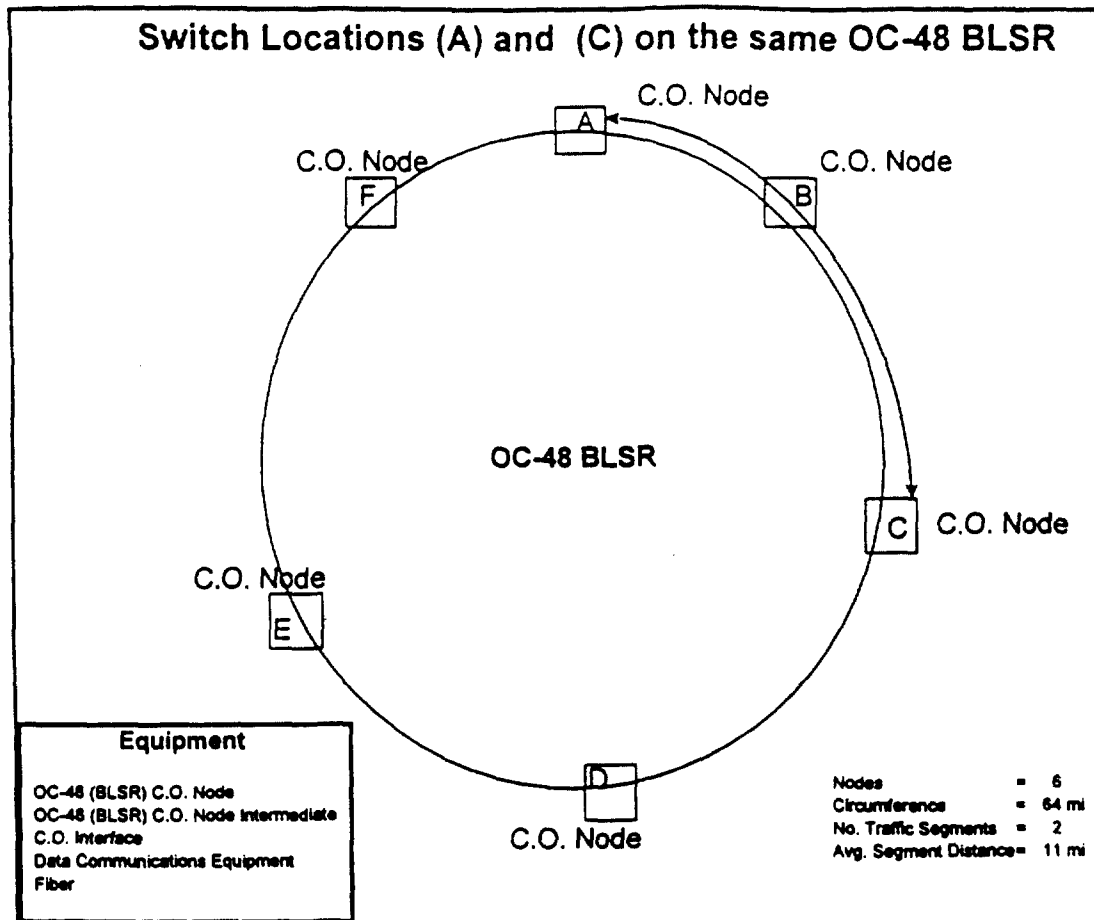 Switch Locations (A) and (C) on the same OC-48 BLSR
C.O. Node
A
C.O. Node
B
C.O. Node
F
OC-48 BLSR
C
C.O. Node
C.O. Node
E
D
C.O. Node
Equipment
OC-48 (BLSR) C.O. Node
OC-48 (BLSR) C.O. Node Intermediate
C.O. Interface
Data Communications Equipment
Fiber
Nodes = 6
Circumference = 64 mi
No. Traffic Segments = 2
Avg. Segment Distance= 11 mi